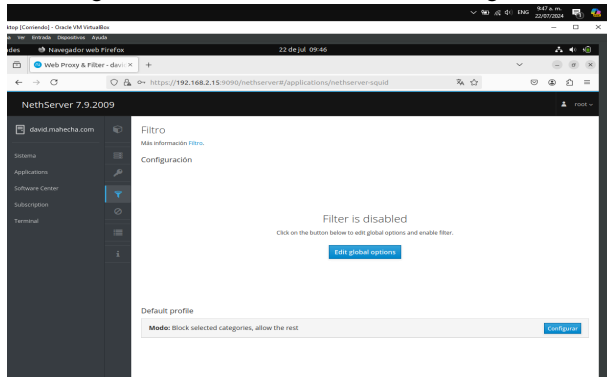 ENG
9:47 a. m.
22/07/2024
ktop [Corriendo] - Oracle VM VirtualBox
Ver Entrada Dispositivos Ayuda
des Navegador web Firefox 22 de jul 09:46
Web Proxy & Filter - davi
https://192.168.2.15:9090/nethserver#/applications/nethserver-squid
NethServer 7.9.2009 root
david.mahecha.com
Sistema
Applications
Software Center
Subscription
Terminal
Filtro
Más información Filtro.
Configuración
Filter is disabled
Click on the button below to edit global options and enable filter.
Edit global options
Default profile
Modo: Block selected categories, allow the rest Configurar